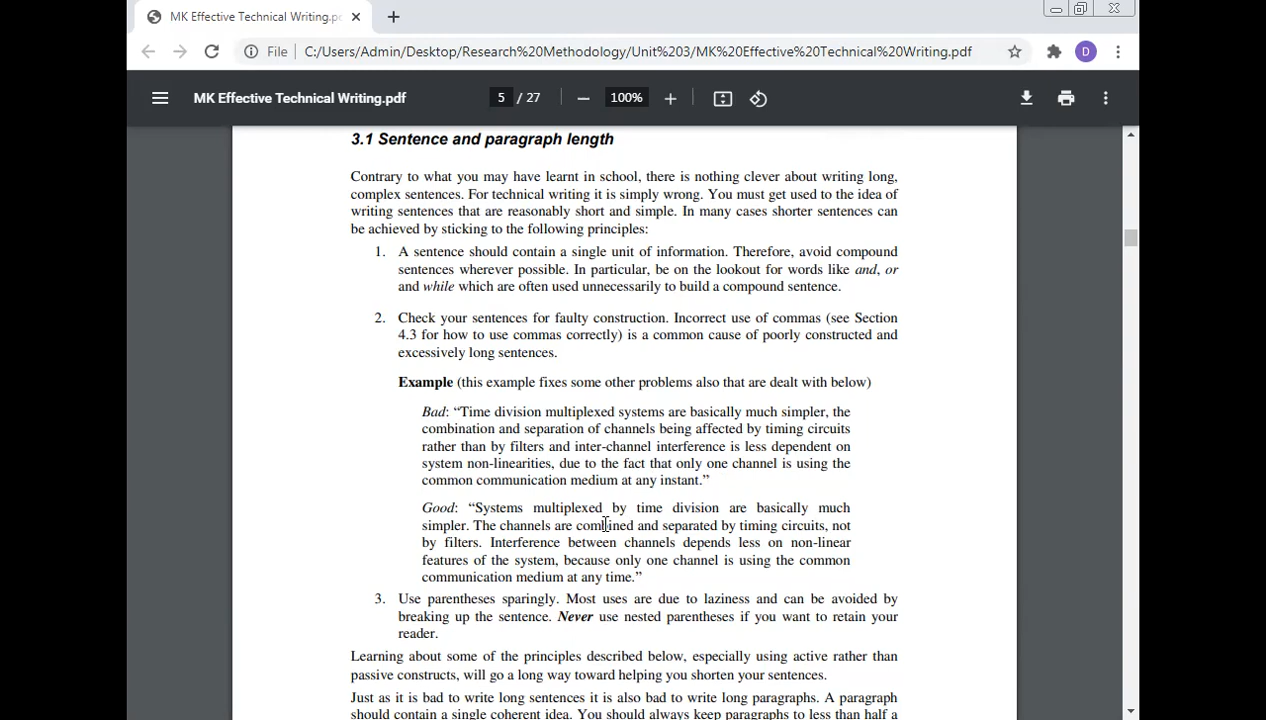 MK Effective Technical Writing.pd
File C:/Users/Admin/Desktop/Research%20Methodology/Unit%203/MK%20Effective%20Technical%20Writing.pdf
D
MK Effective Technical Writing.pdf
5 / 27
100%
3.1 Sentence and paragraph length
Contrary to what you may have learnt in school, there is nothing clever about writing long,
complex sentences. For technical writing it is simply wrong. You must get used to the idea of
writing sentences that are reasonably short and simple. In many cases shorter sentences can
be achieved by sticking to the following principles:
1. A sentence should contain a single unit of information. Therefore, avoid compound
sentences wherever possible. In particular, be on the lookout for words like and, or
and while which are often used unnecessarily to build a compound sentence.
2. Check your sentences for faulty construction. Incorrect use of commas (see Section
4.3 for how to use commas correctly) is a common cause of poorly constructed and
excessively long sentences.
Example (this example fixes some other problems also that are dealt with below)
Bad: “Time division multiplexed systems are basically much simpler, the
combination and separation of channels being affected by timing circuits
rather than by filters and inter-channel interference is less dependent on
system non-linearities, due to the fact that only one channel is using the
common communication medium at any instant.”
Good: “Systems multiplexed by time division are basically much
simpler. The channels are combined and separated by timing circuits, not
by filters. Interference between channels depends less on non-linear
features of the system, because only one channel is using the common
communication medium at any time.”
3. Use parentheses sparingly. Most uses are due to laziness and can be avoided by
breaking up the sentence. Never use nested parentheses if you want to retain your
reader.
Learning about some of the principles described below, especially using active rather than
passive constructs, will go a long way toward helping you shorten your sentences.
Just as it is bad to write long sentences it is also bad to write long paragraphs. A paragraph
should contain a single coherent idea. You should always keep paragraphs to less than half a